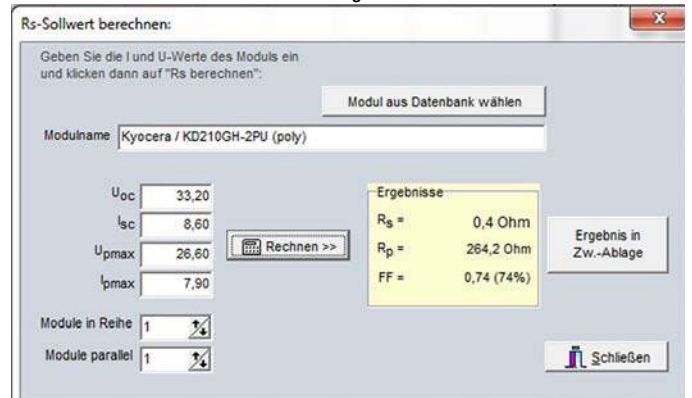 Rs-Sollwert berechnen:
Geben Sie die I und U-Werte des Moduls ein
und klicken dann auf "Rs berechnen":
Modul aus Datenbank wählen
Modulname Kyocera / KD210GH-2PU (poly)
Uoc 33,20
Isc 8,60
Upmax 26,60
Ipmax 7,90
Rechnen >>
Ergebnisse
Rs = 0,4 Ohm
Rp = 264,2 Ohm
FF = 0,74 (74%)
Ergebnis in
Zw.-Ablage
Module in Reihe 1
Module parallel 1
Schließen